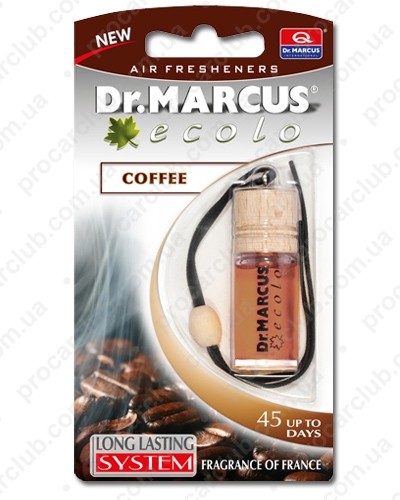 NEW
Q
Dr. MARCUS
international
AIR FRESHENERS
Dr.MARCUS®
ecolo
COFFEE
Dr.MARCUS
ecolo
45 UP TO
DAYS
LONG LASTING
SYSTEM
FRAGRANCE OF FRANCE
procarclub.com.ua